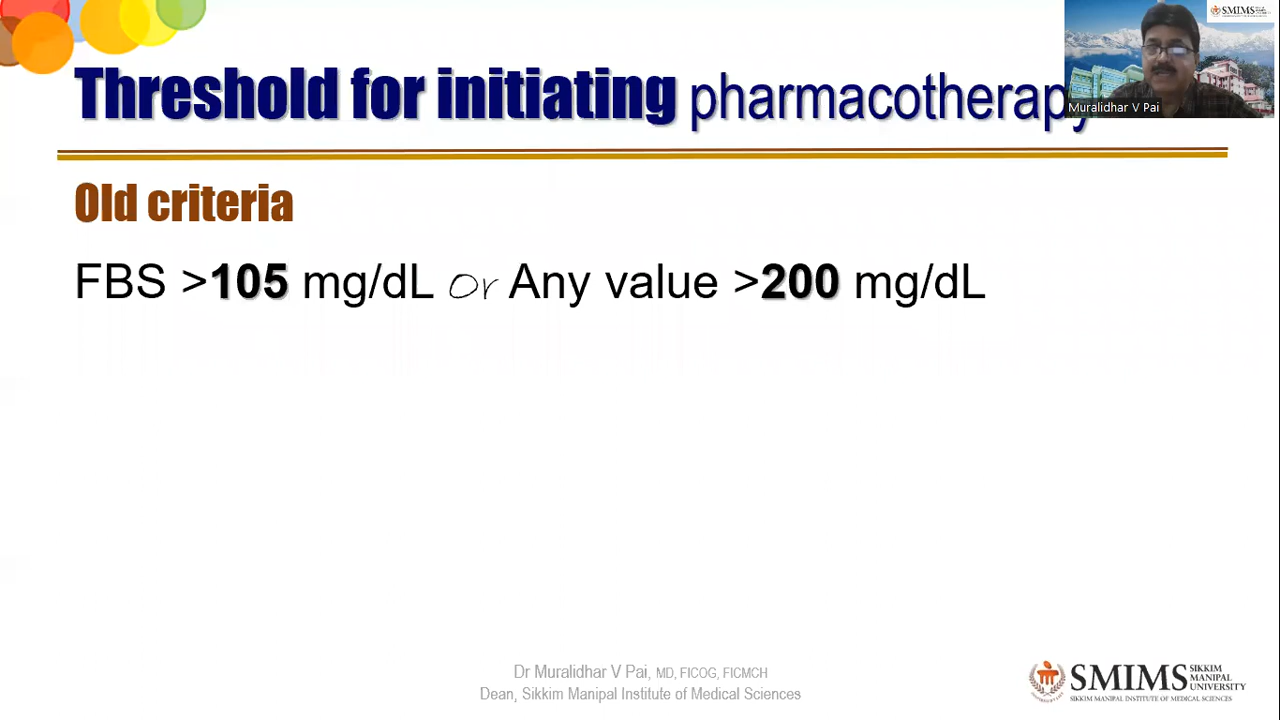 SMIMS
Threshold for initiating pharmacotherapy
Muralidhar V Pai
Old criteria
FBS >105 mg/dL Or Any value >200 mg/dL
Dr Muralidhar V Pai, MD, FICOG, FICMCH
Dean, Sikkim Manipal Institute of Medical Sciences
SMIMS SIKKIM
MANIPAL
UNIVERSITY
SIKKIM MANIPAL INSTITUTE OF MEDICAL SCIENCES